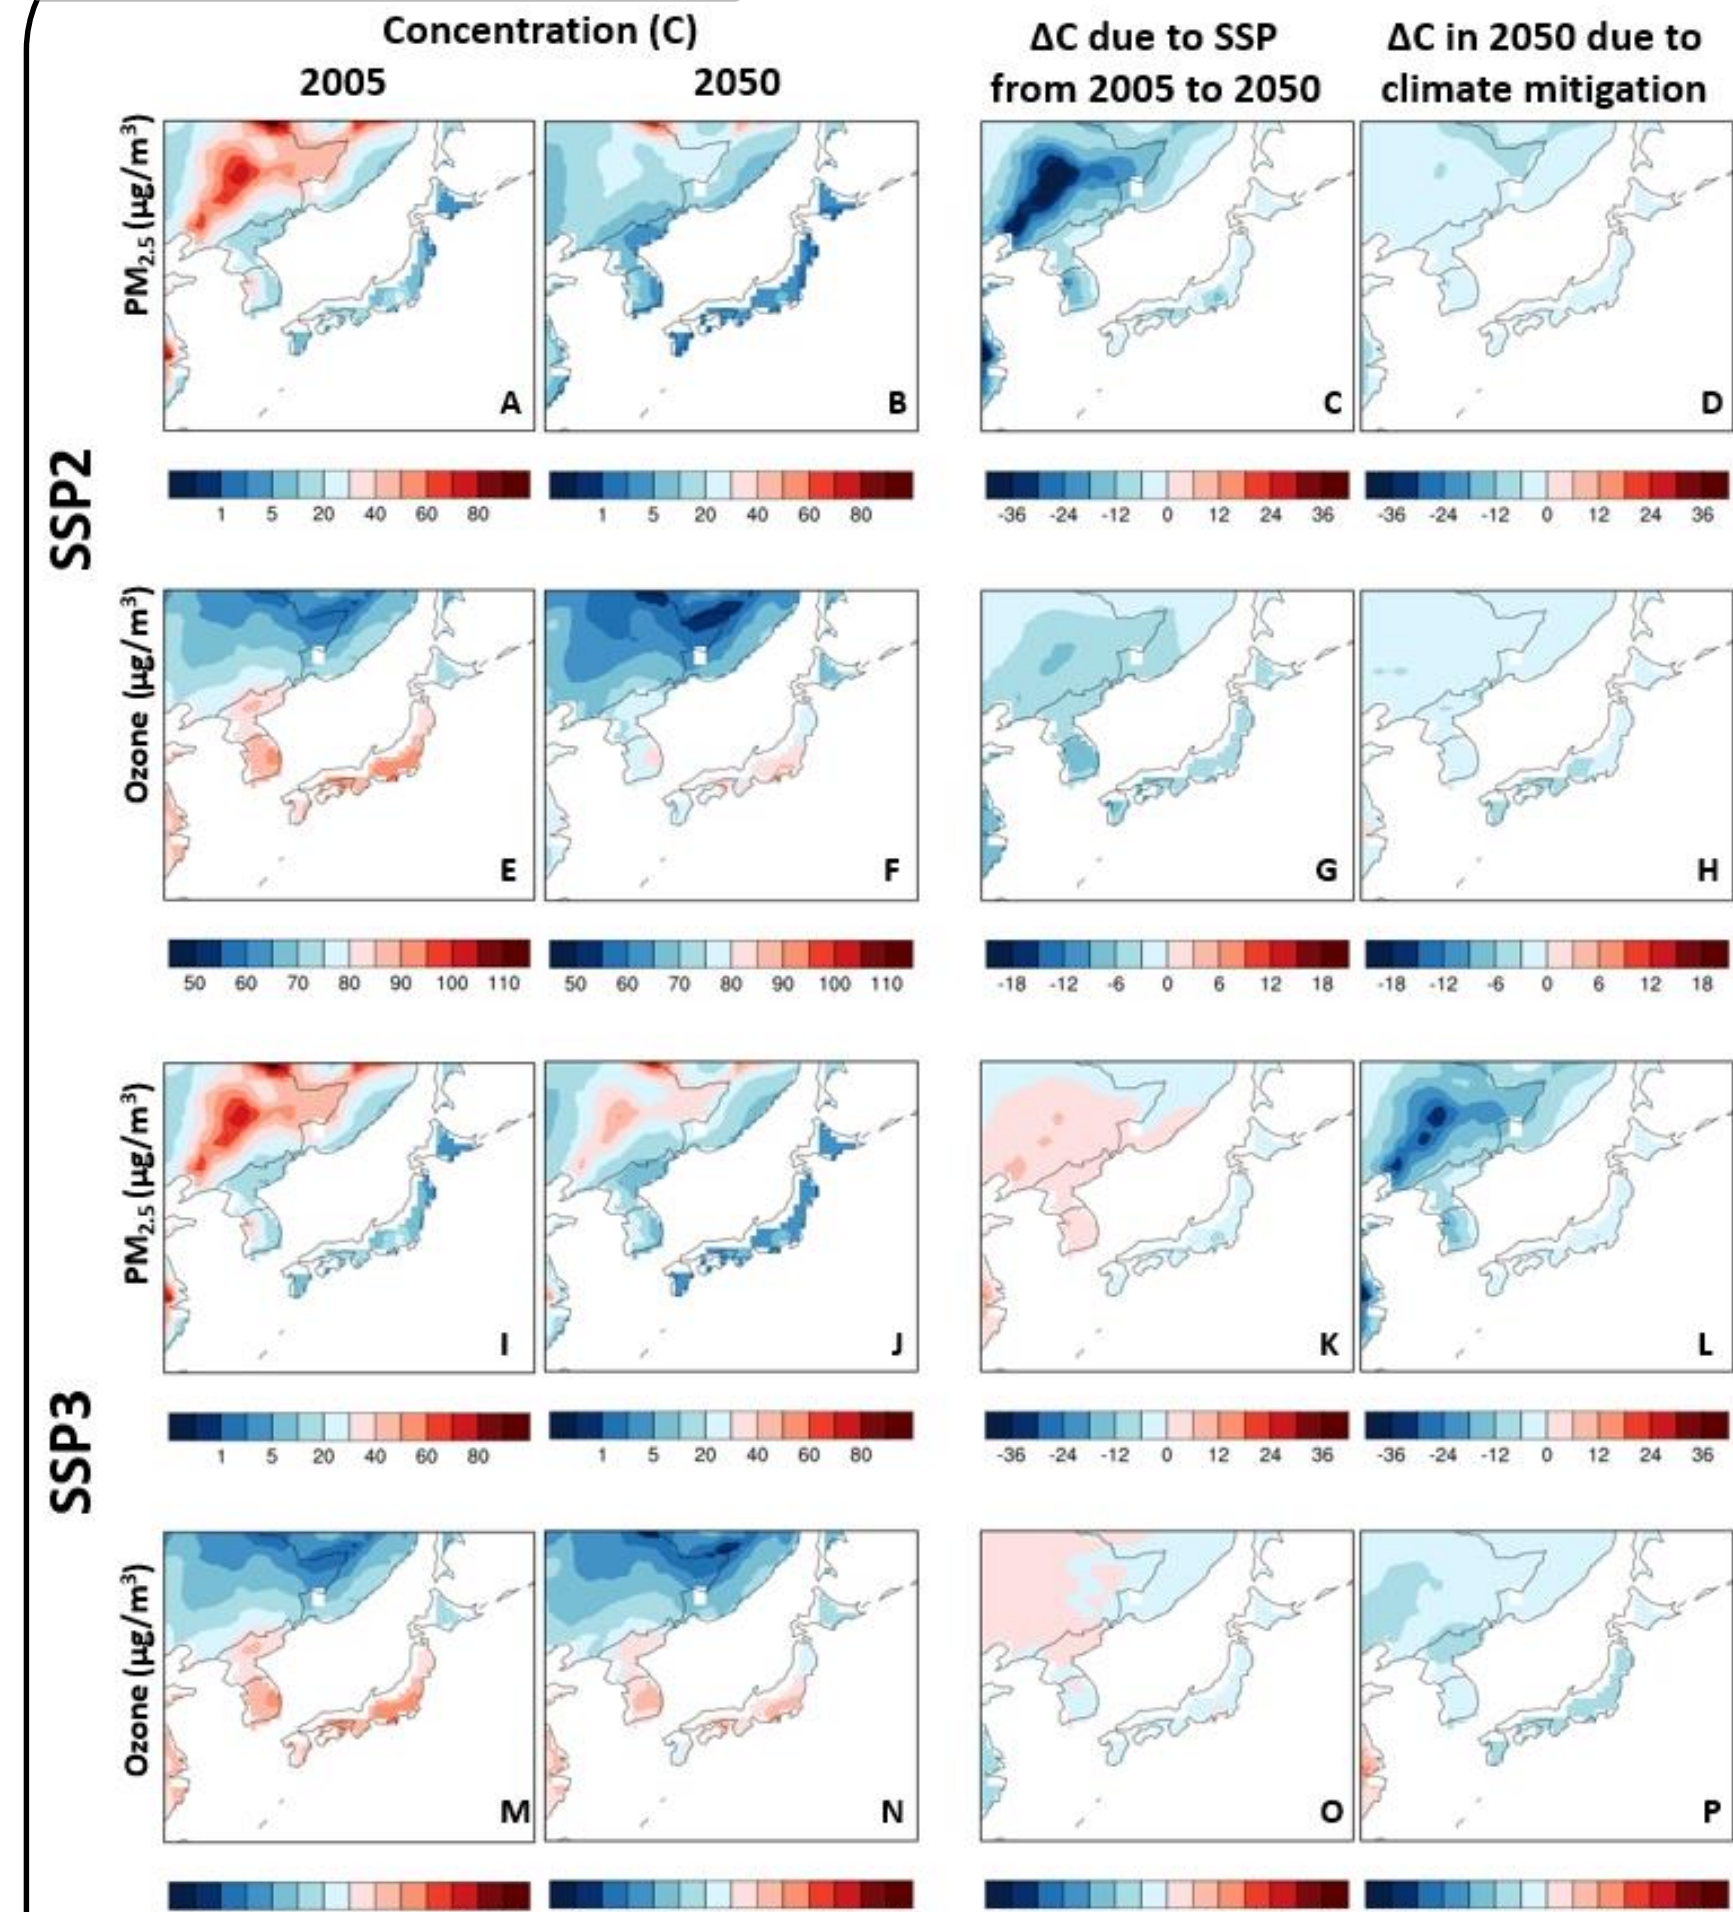 Concentration (C)
2005
2050
ΔC due to SSP
from 2005 to 2050
ΔC in 2050 due to
climate mitigation
SSP2
PM2.5 (µg/m³)
A
B
C
D
1 5 20 40 60 80
1 5 20 40 60 80
-36 -24 -12 0 12 24 36
-36 -24 -12 0 12 24 36
Ozone (µg/m³)
E
F
G
H
50 60 70 80 90 100 110
50 60 70 80 90 100 110
-18 -12 -6 0 6 12 18
-18 -12 -6 0 6 12 18
SSP3
PM2.5 (µg/m³)
I
J
K
L
1 5 20 40 60 80
1 5 20 40 60 80
-36 -24 -12 0 12 24 36
-36 -24 -12 0 12 24 36
Ozone (µg/m³)
M
N
O
P